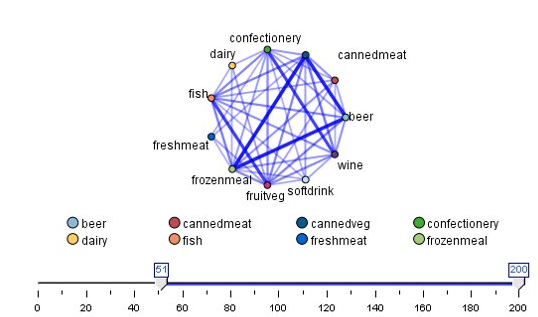 confectionery
dairy cannedmeat
fish
beer
freshmeat
wine
frozenmeal
softdrink
fruitveg
beer cannedmeat cannedveg confectionery
dairy fish freshmeat frozenmeal
51 200
0 20 40 60 80 100 120 140 160 180 200